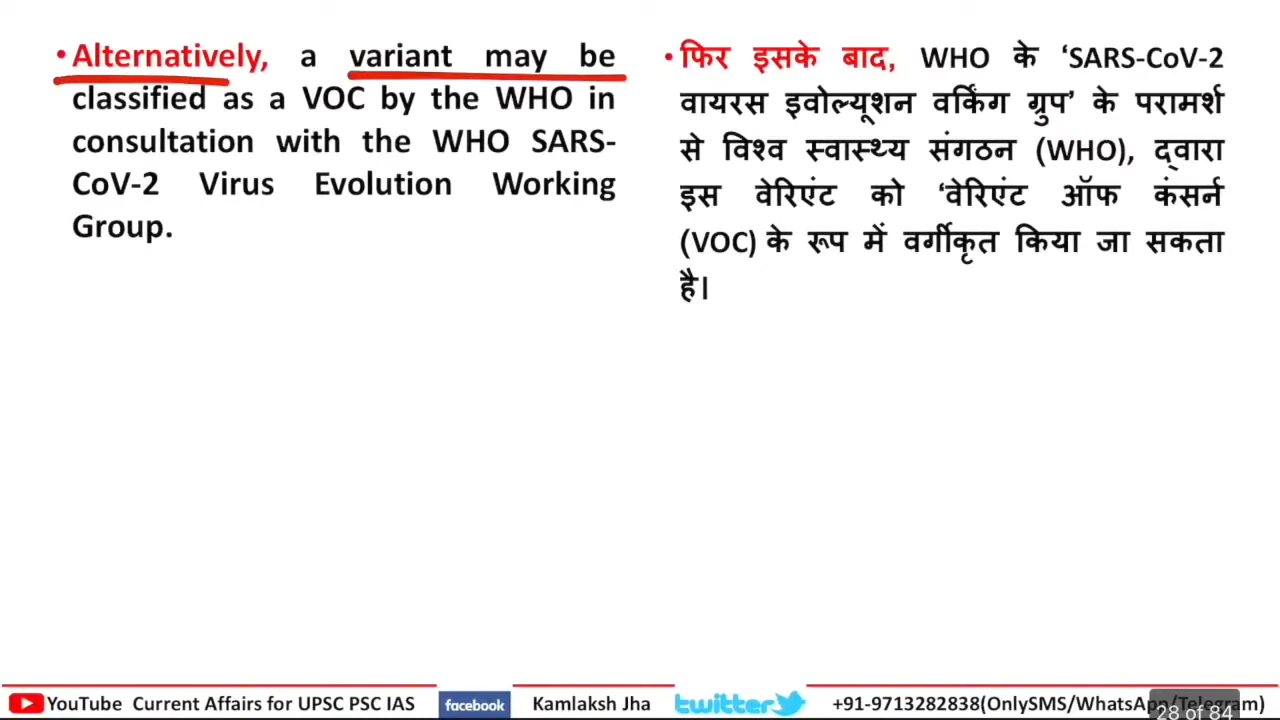 • Alternatively, a variant may be
classified as a VOC by the WHO in
consultation with the WHO SARS-
CoV-2 Virus Evolution Working
Group.
• फिर इसके बाद, WHO के ‘SARS-CoV-2
वायरस इवोल्यूशन वर्किंग ग्रुप’ के परामर्श
से विश्व स्वास्थ्य संगठन (WHO), द्वारा
इस वेरिएंट को ‘वेरिएंट ऑफ कंसर्न
(VOC) के रूप में वर्गीकृत किया जा सकता
है।
YouTube Current Affairs for UPSC PSC IAS facebook Kamlaksh Jha twitter +91-9713282838(OnlySMS/WhatsApp/Telegram)
28 of 84